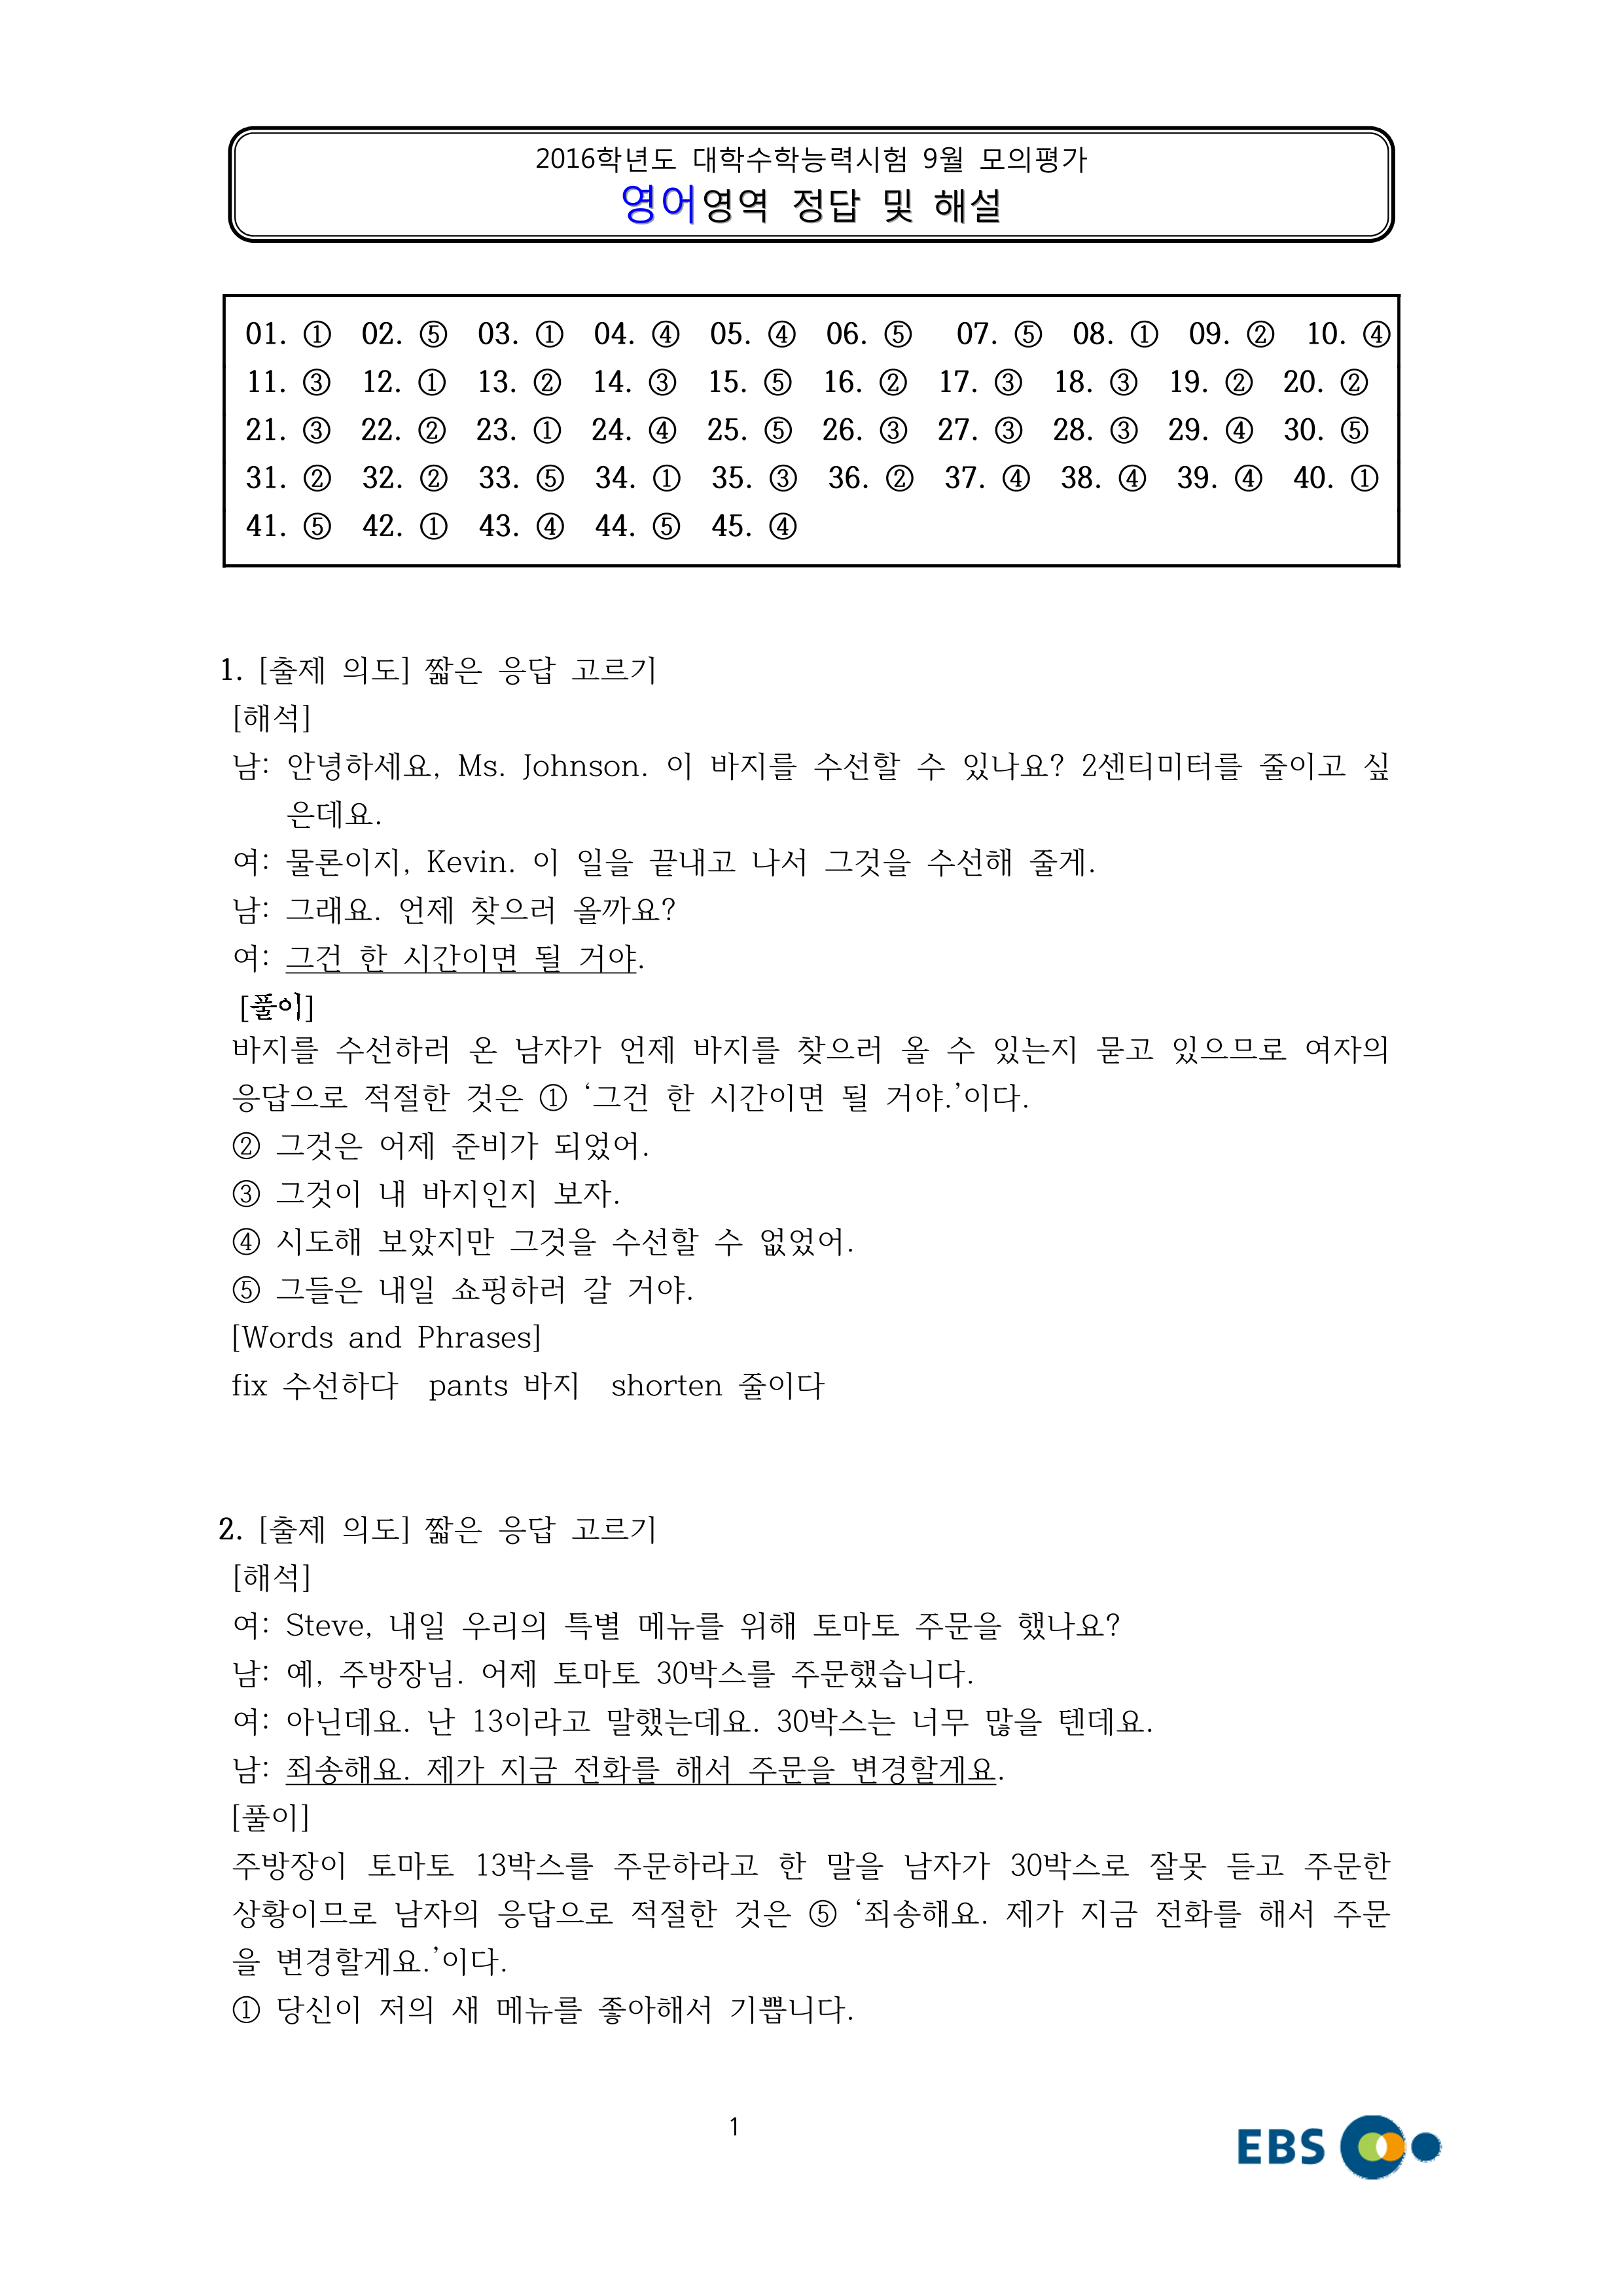 2016학년도 대학수학능력시험 9월 모의평가
영어영역 정답 및 해설
01. ① 02. ⑤ 03. ① 04. ④ 05. ④ 06. ⑤ 07. ⑤ 08. ① 09. ② 10. ④
11. ③ 12. ① 13. ② 14. ③ 15. ⑤ 16. ② 17. ③ 18. ③ 19. ② 20. ②
21. ③ 22. ② 23. ① 24. ④ 25. ⑤ 26. ③ 27. ③ 28. ③ 29. ④ 30. ⑤
31. ② 32. ② 33. ⑤ 34. ① 35. ③ 36. ② 37. ④ 38. ④ 39. ④ 40. ①
41. ⑤ 42. ① 43. ④ 44. ⑤ 45. ④
1. [출제 의도] 짧은 응답 고르기
[해석]
남: 안녕하세요, Ms. Johnson. 이 바지를 수선할 수 있나요? 2센티미터를 줄이고 싶
은데요.
여: 물론이지, Kevin. 이 일을 끝내고 나서 그것을 수선해 줄게.
남: 그래요. 언제 찾으러 올까요?
여: 그건 한 시간이면 될 거야.
[풀이]
바지를 수선하러 온 남자가 언제 바지를 찾으러 올 수 있는지 묻고 있으므로 여자의
응답으로 적절한 것은 ① ‘그건 한 시간이면 될 거야.’이다.
② 그것은 어제 준비가 되었어.
③ 그것이 내 바지인지 보자.
④ 시도해 보았지만 그것을 수선할 수 없었어.
⑤ 그들은 내일 쇼핑하러 갈 거야.
[Words and Phrases]
fix 수선하다 pants 바지 shorten 줄이다
2. [출제 의도] 짧은 응답 고르기
[해석]
여: Steve, 내일 우리의 특별 메뉴를 위해 토마토 주문을 했나요?
남: 예, 주방장님. 어제 토마토 30박스를 주문했습니다.
여: 아닌데요. 난 13이라고 말했는데요. 30박스는 너무 많을 텐데요.
남: 죄송해요. 제가 지금 전화를 해서 주문을 변경할게요.
[풀이]
주방장이 토마토 13박스를 주문하라고 한 말을 남자가 30박스로 잘못 듣고 주문한
상황이므로 남자의 응답으로 적절한 것은 ⑤ ‘죄송해요. 제가 지금 전화를 해서 주문
을 변경할게요.’이다.
① 당신이 저의 새 메뉴를 좋아해서 기쁩니다.
1
EBS